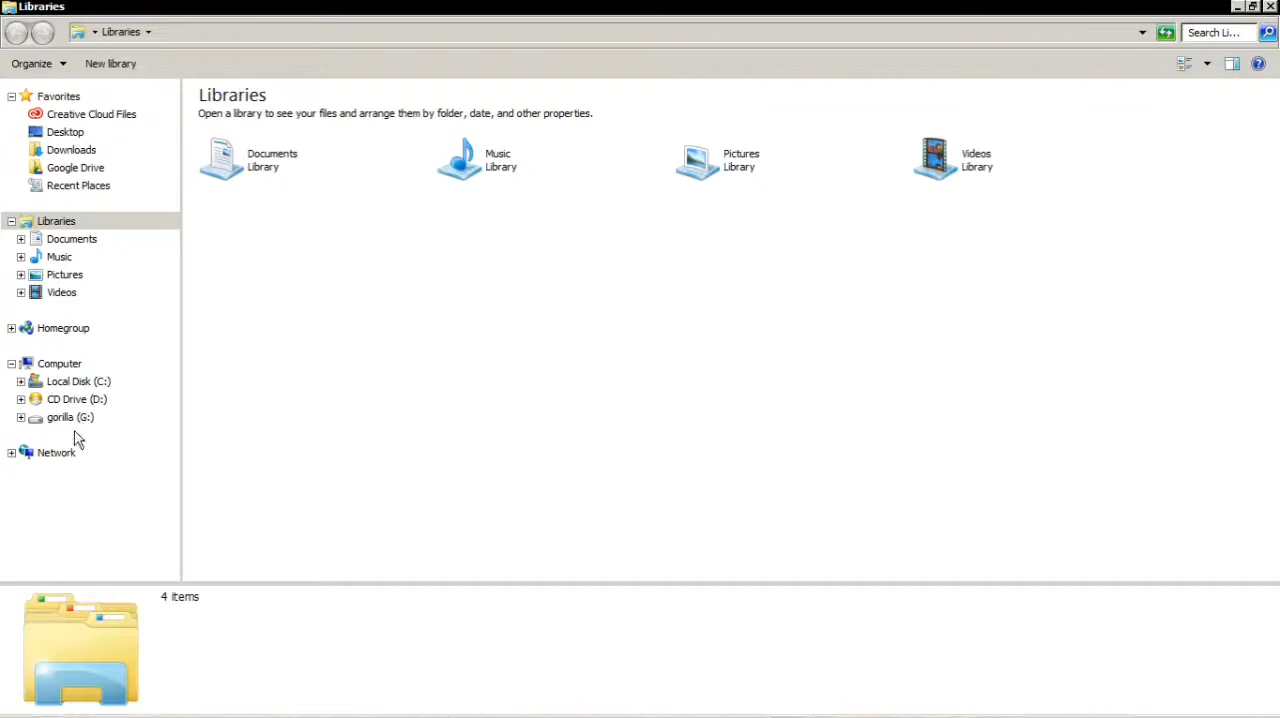 Libraries
Libraries
Search Li...
Organize
New library
Favorites
Creative Cloud Files
Desktop
Downloads
Google Drive
Recent Places
Libraries
Documents
Music
Pictures
Videos
Homegroup
Computer
Local Disk (C:)
CD Drive (D:)
gorilla (G:)
Network
Libraries
Open a library to see your files and arrange them by folder, date, and other properties.
Documents
Library
Music
Library
Pictures
Library
Videos
Library
4 items